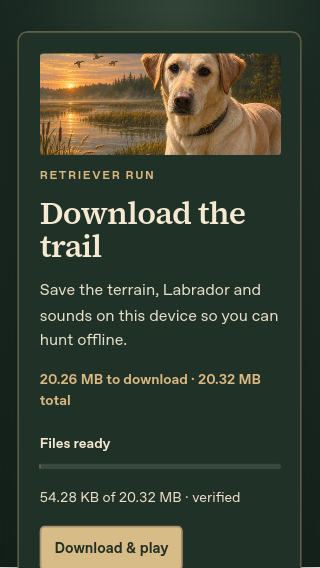 RETRIEVER RUN
Download the
trail
Save the terrain, Labrador and
sounds on this device so you can
hunt offline.
20.26 MB to download · 20.32 MB
total
Files ready
54.28 KB of 20.32 MB · verified
Download & play